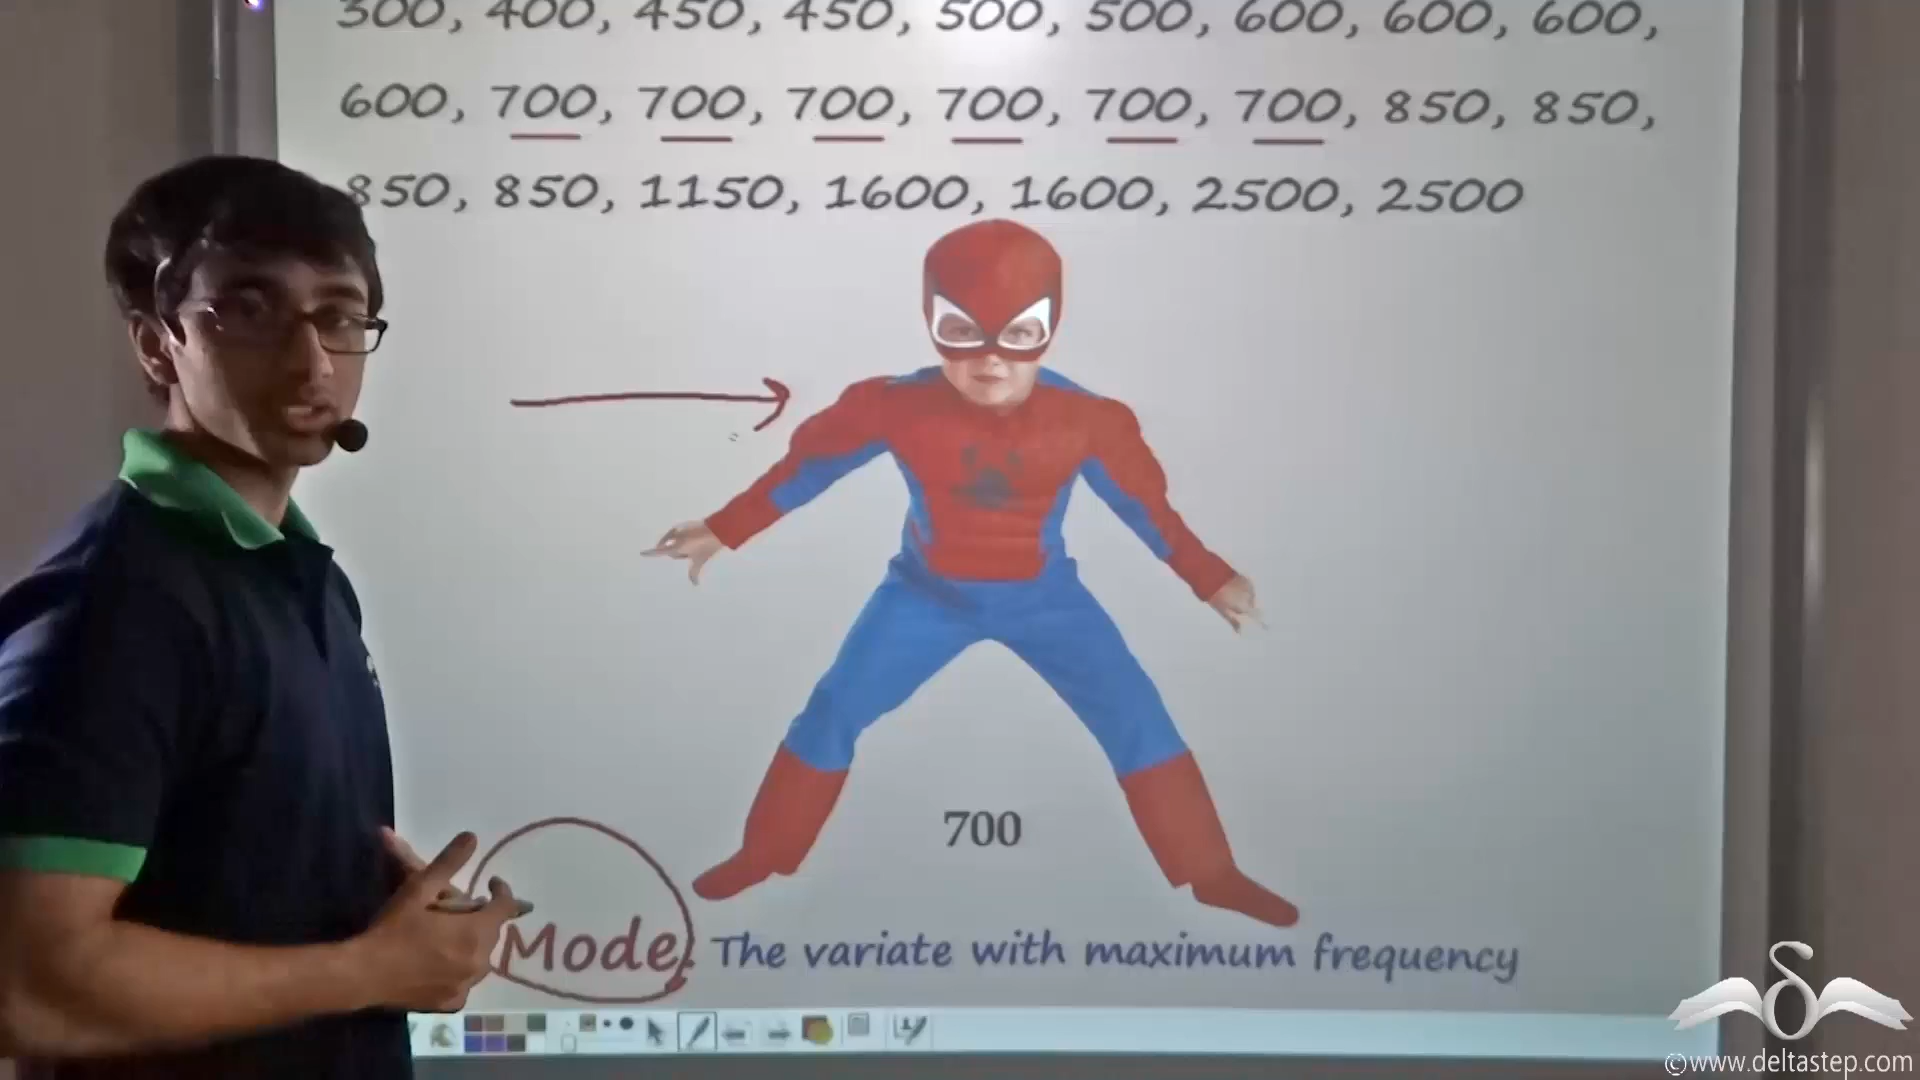 300, 400, 450, 450, 500, 500, 600, 600, 600,
600, 700, 700, 700, 700, 700, 700, 850, 850,
850, 850, 1150, 1600, 1600, 2500, 2500
700
Mode: The variate with maximum frequency
©www.deltastep.com